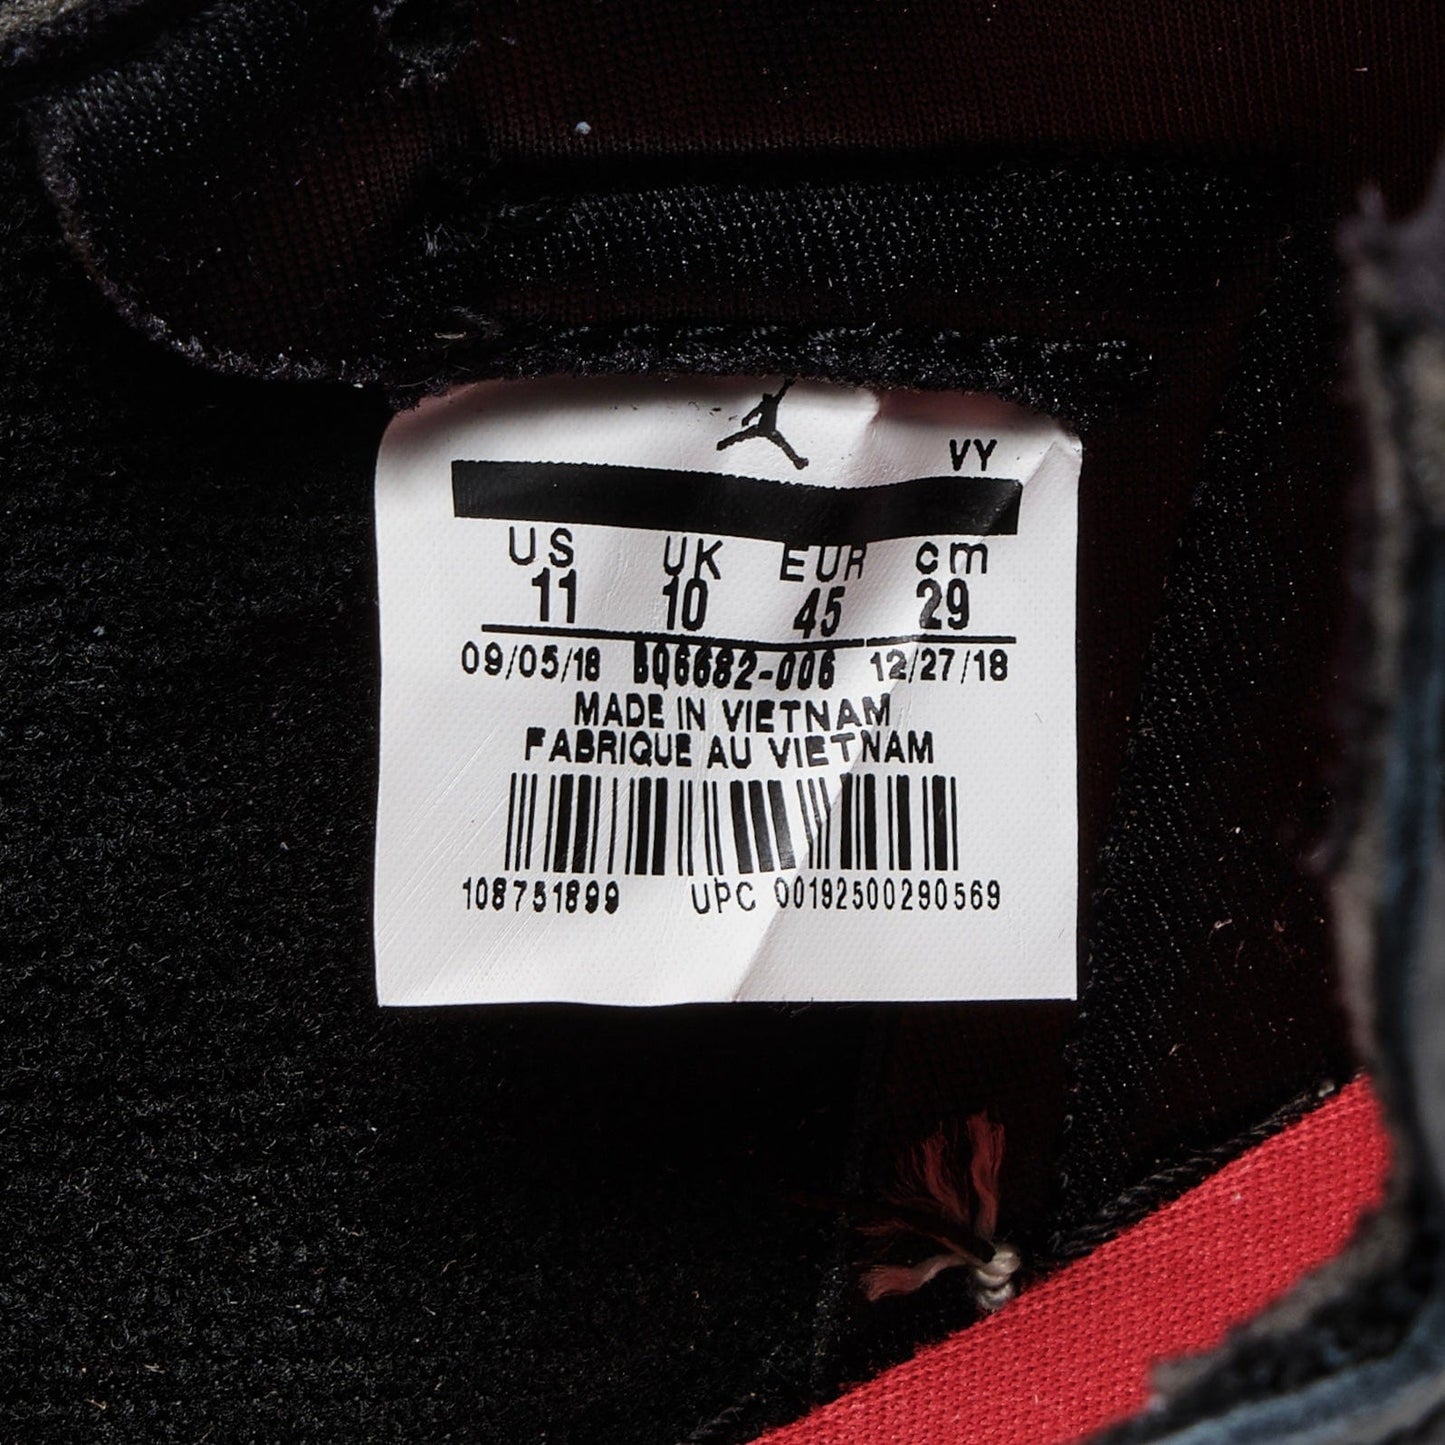 VY
US UK EUR cm
11 10 45 29
09/05/18 BQ6682-006 12/27/18
MADE IN VIETNAM
FABRIQUE AU VIETNAM
108751899 UPC 00192500290569